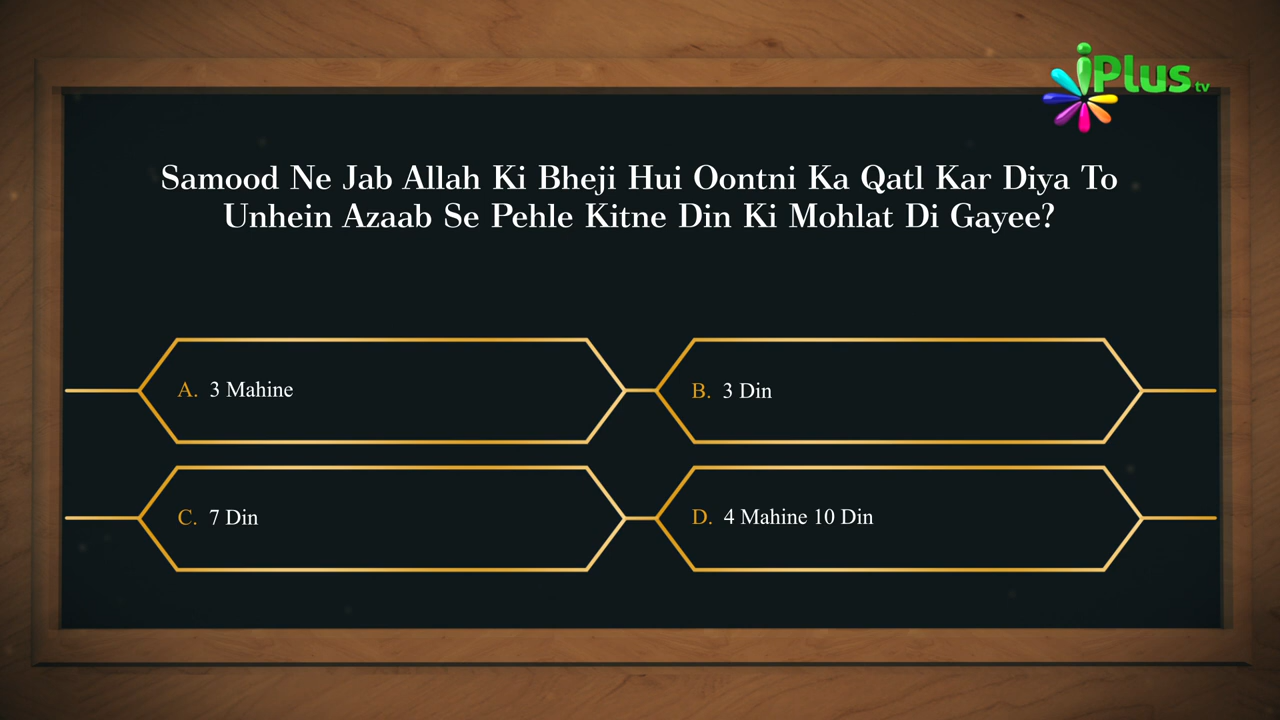 iPlus tv
Samood Ne Jab Allah Ki Bheji Hui Oontni Ka Qatl Kar Diya To
Unhein Azaab Se Pehle Kitne Din Ki Mohlat Di Gayee?
A. 3 Mahine
B. 3 Din
C. 7 Din
D. 4 Mahine 10 Din